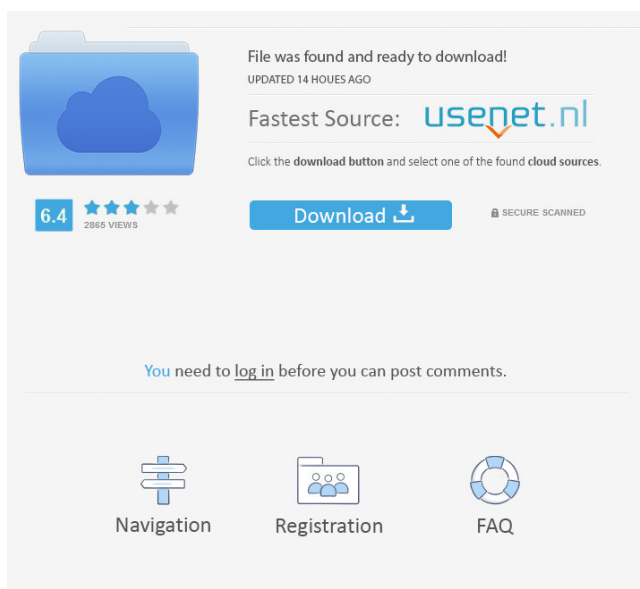 File was found and ready to download!
UPDATED 14 HOUES AGO
Fastest Source: usenet.nl
Click the download button and select one of the found cloud sources.
6.4
2865 VIEWS
Download
SECURE SCANNED
You need to log in before you can post comments.
Navigation
Registration
FAQ